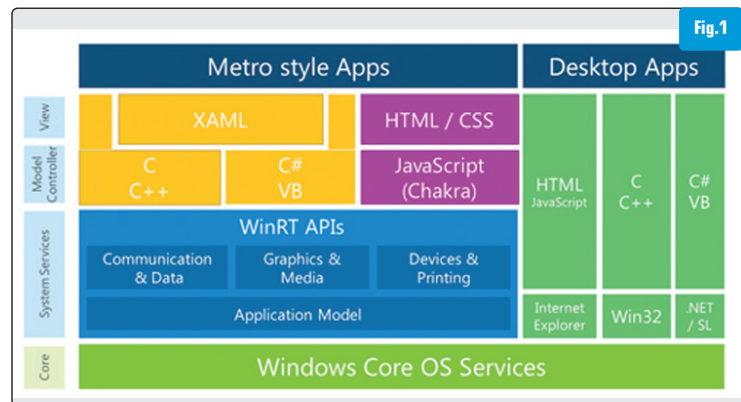 Fig.1
Metro style Apps
Desktop Apps
View
XAML
HTML / CSS
Model
Controller
C
C++
C#
VB
JavaScript
(Chakra)
HTML
JavaScript
C
C++
C#
VB
System Services
WinRT APIs
Communication
& Data
Graphics &
Media
Devices &
Printing
Application Model
Internet
Explorer
Win32
.NET
/ SL
Core
Windows Core OS Services